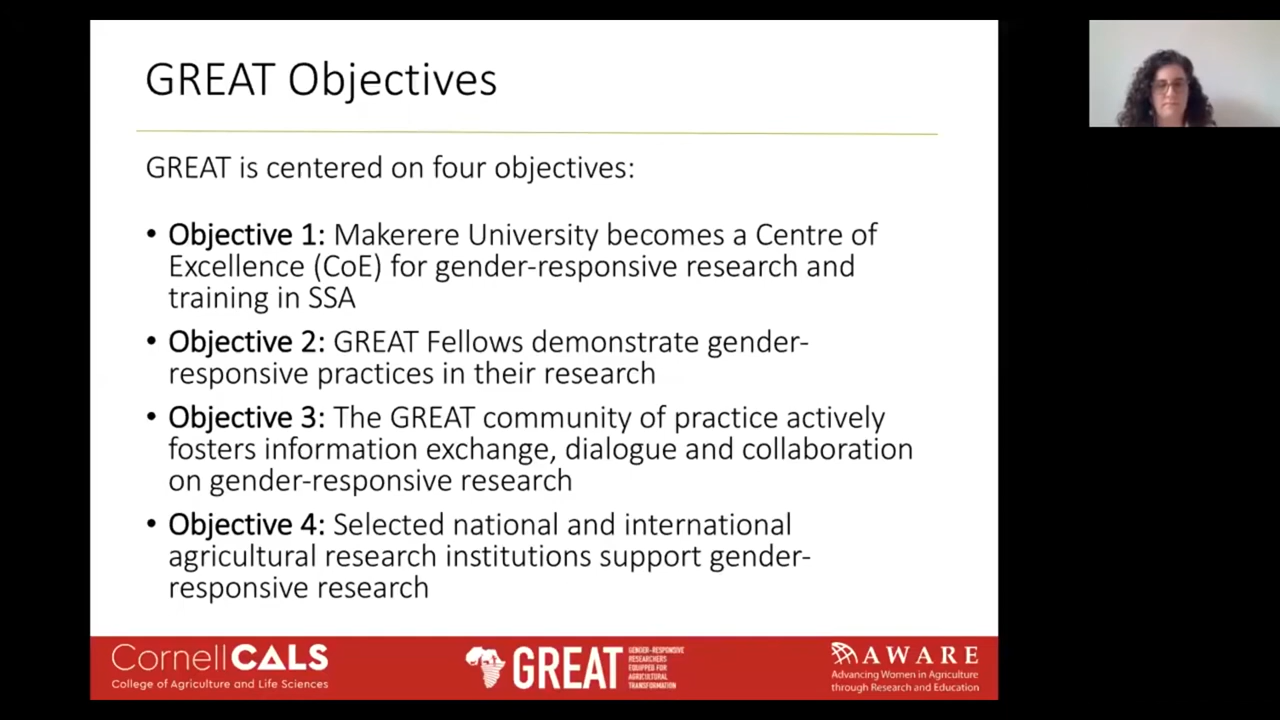 GREAT Objectives
GREAT is centered on four objectives:
• Objective 1: Makerere University becomes a Centre of
Excellence (CoE) for gender-responsive research and
training in SSA
• Objective 2: GREAT Fellows demonstrate gender-
responsive practices in their research
• Objective 3: The GREAT community of practice actively
fosters information exchange, dialogue and collaboration
on gender-responsive research
• Objective 4: Selected national and international
agricultural research institutions support gender-
responsive research
CornellCALS
College of Agriculture and Life Sciences
GREAT
GENDER-RESPONSIVE
RESEARCHERS
EQUIPPED FOR
AGRICULTURAL
TRANSFORMATION
AWARE
Advancing Women in Agriculture
through Research and Education